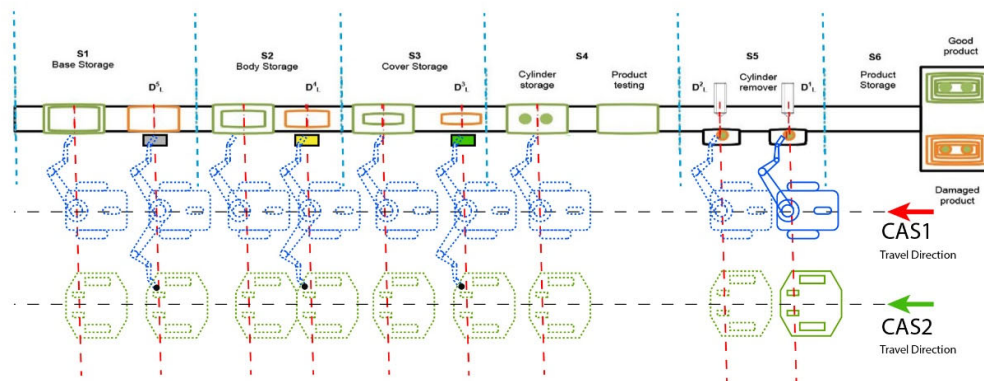 S1
Base Storage
D⁵L
S2
Body Storage
D⁴L
S3
Cover Storage
D³L
S4
Cylinder
storage
Product
testing
S5
D²L
Cylinder
remover
D¹L
S6
Product
Storage
Good
product
Damaged
product
CAS1
Travel Direction
CAS2
Travel Direction